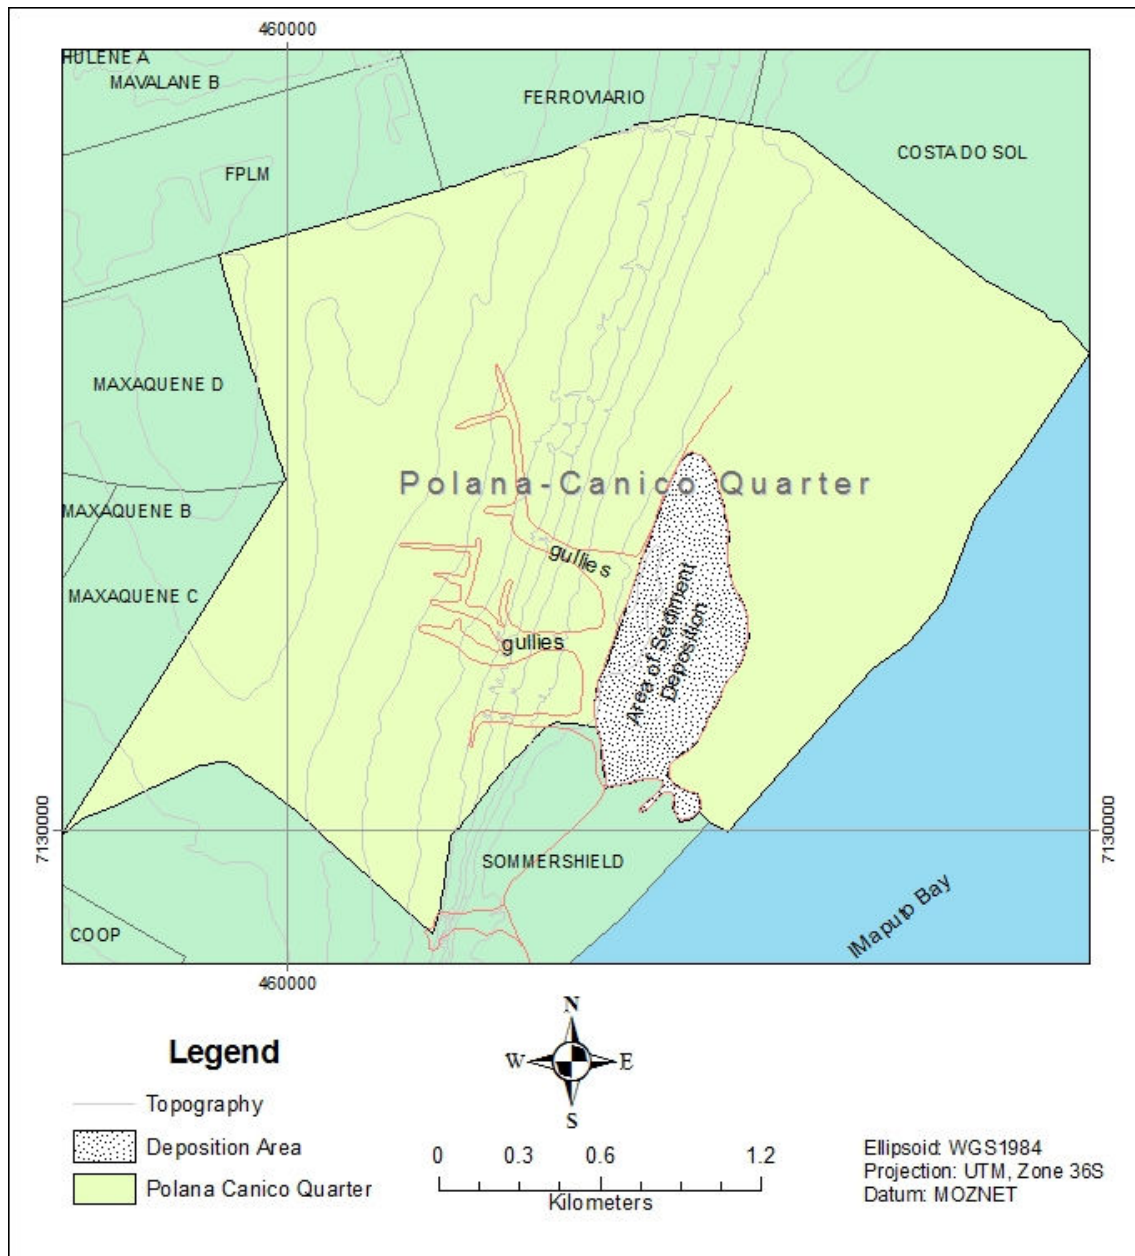 460000
HULENE A
MAVALANE B
FERROVIARIO
COSTA DO SOL
FPLM
MAXAQUENE D
Polana-Canico Quarter
MAXAQUENE B
gullies
MAXAQUENE C
gullies
Area of Sediment
Deposition
7130000
7130000
SOMMERSHIELD
COOP
lMaputo Bay
460000
N
W E
S
Legend
Topography
Deposition Area
Polana Canico Quarter
0 0.3 0.6 1.2
Kilometers
Ellipsoid: WGS1984
Projection: UTM, Zone 36S
Datum: MOZNET